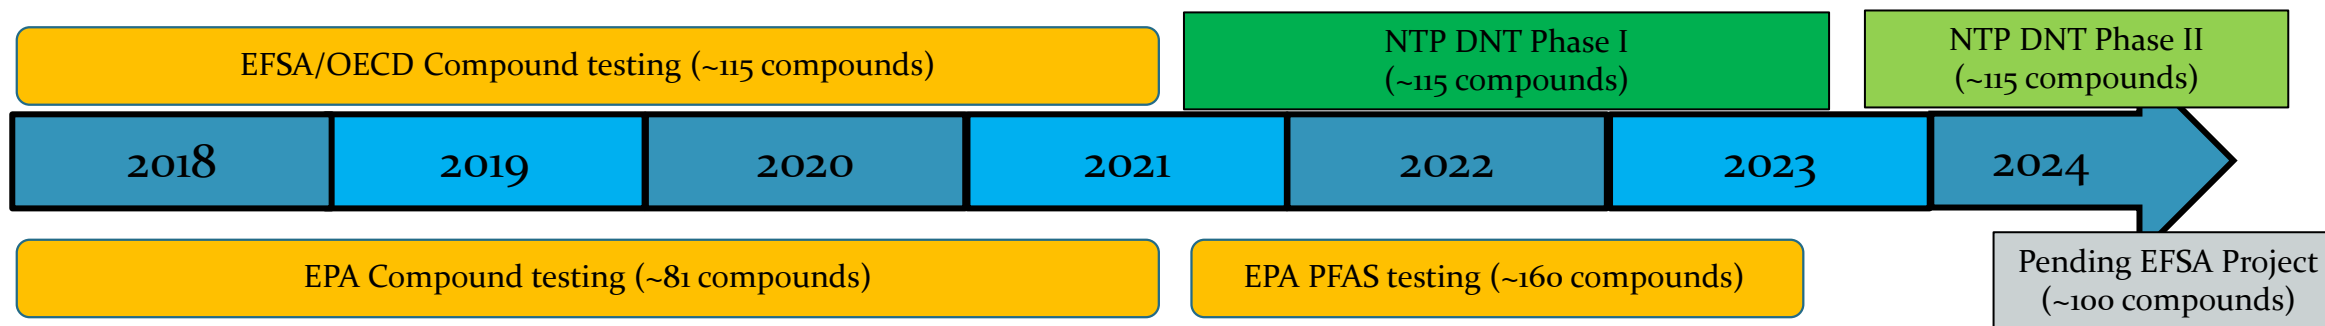 EFSA/OECD Compound testing (~115 compounds)
NTP DNT Phase I
(~115 compounds)
NTP DNT Phase II
(~115 compounds)
2018
2019
2020
2021
2022
2023
2024
EPA Compound testing (~81 compounds)
EPA PFAS testing (~160 compounds)
Pending EFSA Project
(~100 compounds)